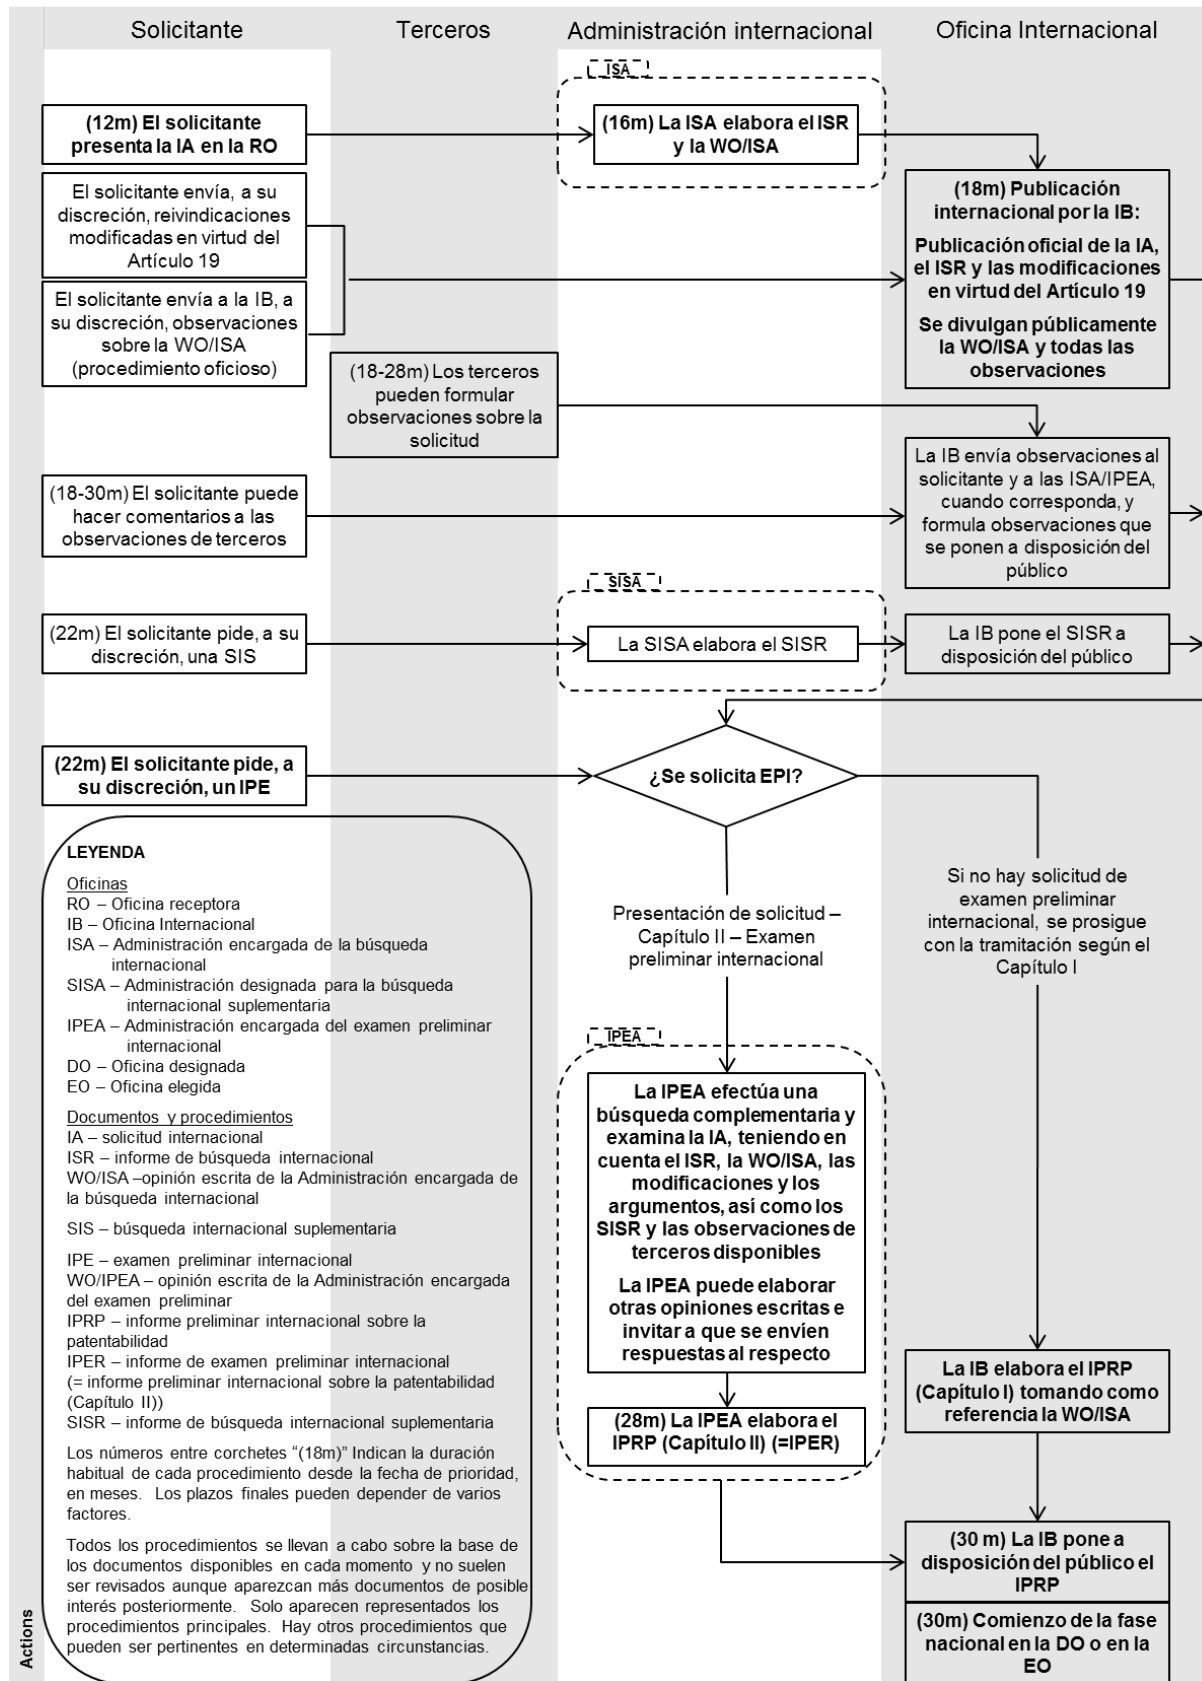 Solicitante
Terceros
Administración internacional
Oficina Internacional
ISA
(12m) El solicitante
presenta la IA en la RO
(16m) La ISA elabora el ISR
y la WO/ISA
El solicitante envía, a su
discreción, reivindicaciones
modificadas en virtud del
Artículo 19
El solicitante envía a la IB, a
su discreción, observaciones
sobre la WO/ISA
(procedimiento oficioso)
(18m) Publicación
internacional por la IB:
Publicación oficial de la IA,
el ISR y las modificaciones
en virtud del Artículo 19
Se divulgan públicamente
la WO/ISA y todas las
observaciones
(18-28m) Los terceros
pueden formular
observaciones sobre la
solicitud
(18-30m) El solicitante puede
hacer comentarios a las
observaciones de terceros
La IB envía observaciones al
solicitante y a las ISA/IPEA,
cuando corresponda, y
formula observaciones que
se ponen a disposición del
público
SISA
(22m) El solicitante pide, a su
discreción, una SIS
La SISA elabora el SISR
La IB pone el SISR a
disposición del público
(22m) El solicitante pide, a
su discreción, un IPE
¿Se solicita EPI?
Presentación de solicitud –
Capítulo II – Examen
preliminar internacional
Si no hay solicitud de
examen preliminar
internacional, se prosigue
con la tramitación según el
Capítulo I
IPEA
La IPEA efectúa una
búsqueda complementaria y
examina la IA, teniendo en
cuenta el ISR, la WO/ISA, las
modificaciones y los
argumentos, así como los
SISR y las observaciones de
terceros disponibles
La IPEA puede elaborar
otras opiniones escritas e
invitar a que se envíen
respuestas al respecto
(28m) La IPEA elabora el
IPRP (Capítulo II) (=IPER)
La IB elabora el IPRP
(Capítulo I) tomando como
referencia la WO/ISA
(30 m) La IB pone a
disposición del público el
IPRP
(30m) Comienzo de la fase
nacional en la DO o en la
EO
LEYENDA
Oficinas
RO – Oficina receptora
IB – Oficina Internacional
ISA – Administración encargada de la búsqueda
internacional
SISA – Administración designada para la búsqueda
internacional suplementaria
IPEA – Administración encargada del examen preliminar
internacional
DO – Oficina designada
EO – Oficina elegida
Documentos y procedimientos
IA – solicitud internacional
ISR – informe de búsqueda internacional
WO/ISA –opinión escrita de la Administración encargada de
la búsqueda internacional
SIS – búsqueda internacional suplementaria
IPE – examen preliminar internacional
WO/IPEA – opinión escrita de la Administración encargada
del examen preliminar
IPRP – informe preliminar internacional sobre la
patentabilidad
IPER – informe de examen preliminar internacional
(= informe preliminar internacional sobre la patentabilidad
(Capítulo II))
SISR – informe de búsqueda internacional suplementaria
Los números entre corchetes “(18m)” Indican la duración
habitual de cada procedimiento desde la fecha de prioridad,
en meses. Los plazos finales pueden depender de varios
factores.
Todos los procedimientos se llevan a cabo sobre la base de
los documentos disponibles en cada momento y no suelen
ser revisados aunque aparezcan más documentos de posible
interés posteriormente. Solo aparecen representados los
procedimientos principales. Hay otros procedimientos que
pueden ser pertinentes en determinadas circunstancias.
Actions